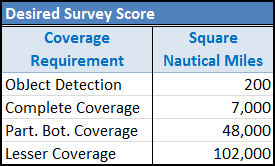 Desired Survey Score
Coverage Requirement Square Nautical Miles
ObJect Detection 200
Complete Coverage 7,000
Part. Bot. Coverage 48,000
Lesser Coverage 102,000